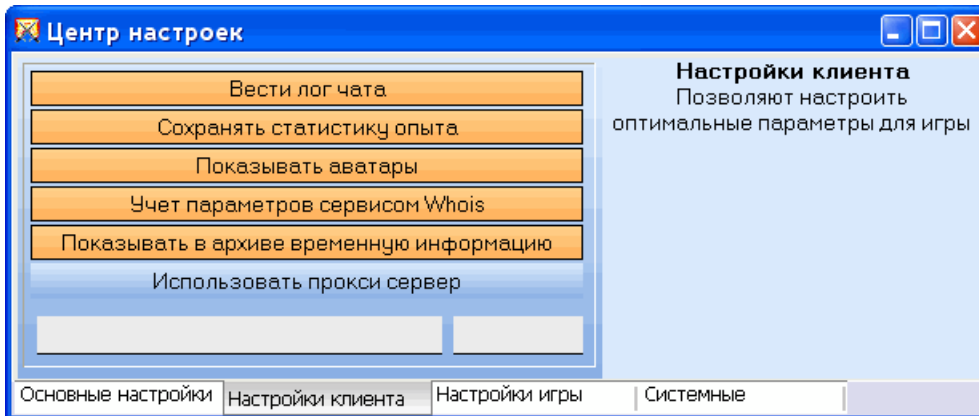 Центр настроек
Вести лог чата
Сохранять статистику опыта
Показывать аватары
Учет параметров сервисом Whois
Показывать в архиве временную информацию
Использовать прокси сервер
Настройки клиента
Позволяют настроить
оптимальные параметры для игры
Основные настройки
Настройки клиента
Настройки игры
Системные